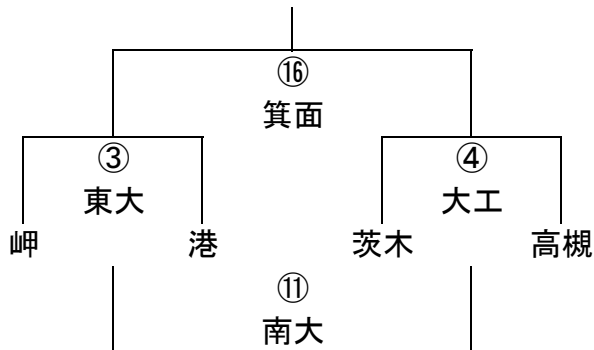 ⑯
箕面
③ ④
東大 大工
岬 港 茨木 高槻
⑪
南大